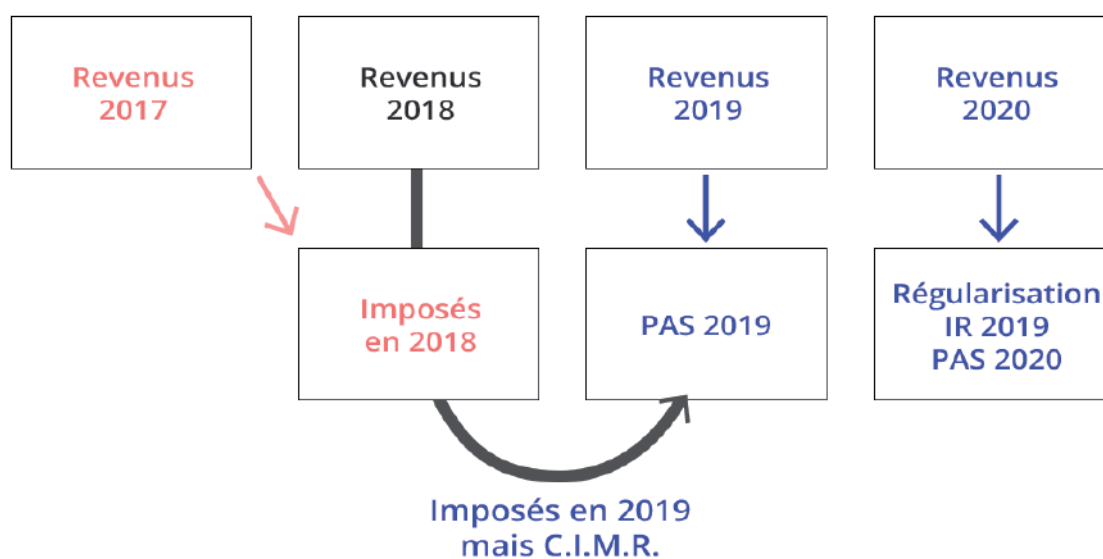 Revenus
2017
Revenus
2018
Revenus
2019
Revenus
2020
Imposés
en 2018
PAS 2019
Régularisation
IR 2019
PAS 2020
Imposés en 2019
mais C.I.M.R.